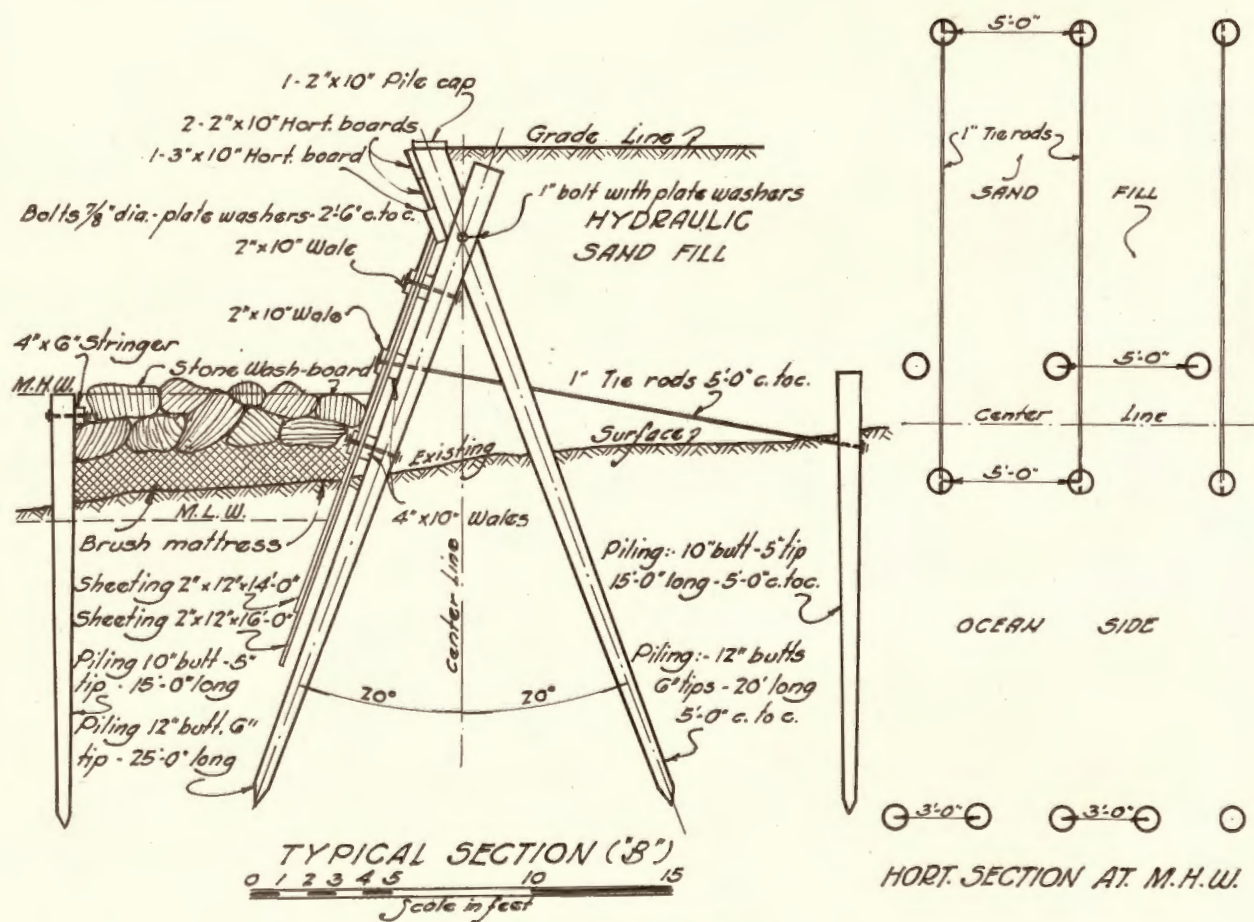 1-2"x10" Pile cap
2-2"x10" Hort. boards
1-3"x10" Hort. board
Bolts 7/8" dia.- plate washers-2'-6" c. to c.
2"x10" Wale
2"x10" Wale
4"x6" Stringer
Stone Wash-board
M.H.W.
Grade Line
1" bolt with plate washers
HYDRAULIC
SAND FILL
1" Tie rods 5'-0" c. to c.
Existing Surface
M.L.W.
4"x10" Wales
Brush mattress
Sheeting 2"x12"x14'-0"
Sheeting 2"x12"x16'-0"
Piling 10" butt-5"
tip - 15'-0" long
Piling 12" butt. 6"
tip - 25'-0" long
Center Line
20°
20°
Piling:- 10" butt-5" tip
15'-0" long-5'-0" c. to c.
Piling:- 12" butts
6" tips - 20' long
5'-0" c. to c.
TYPICAL SECTION ("B")
0 1 2 3 4 5 10 15
Scale in feet
5'-0"
1" Tie rods
SAND FILL
5'-0"
Center Line
5'-0"
OCEAN SIDE
3'-0"
3'-0"
HORT. SECTION AT M.H.W.